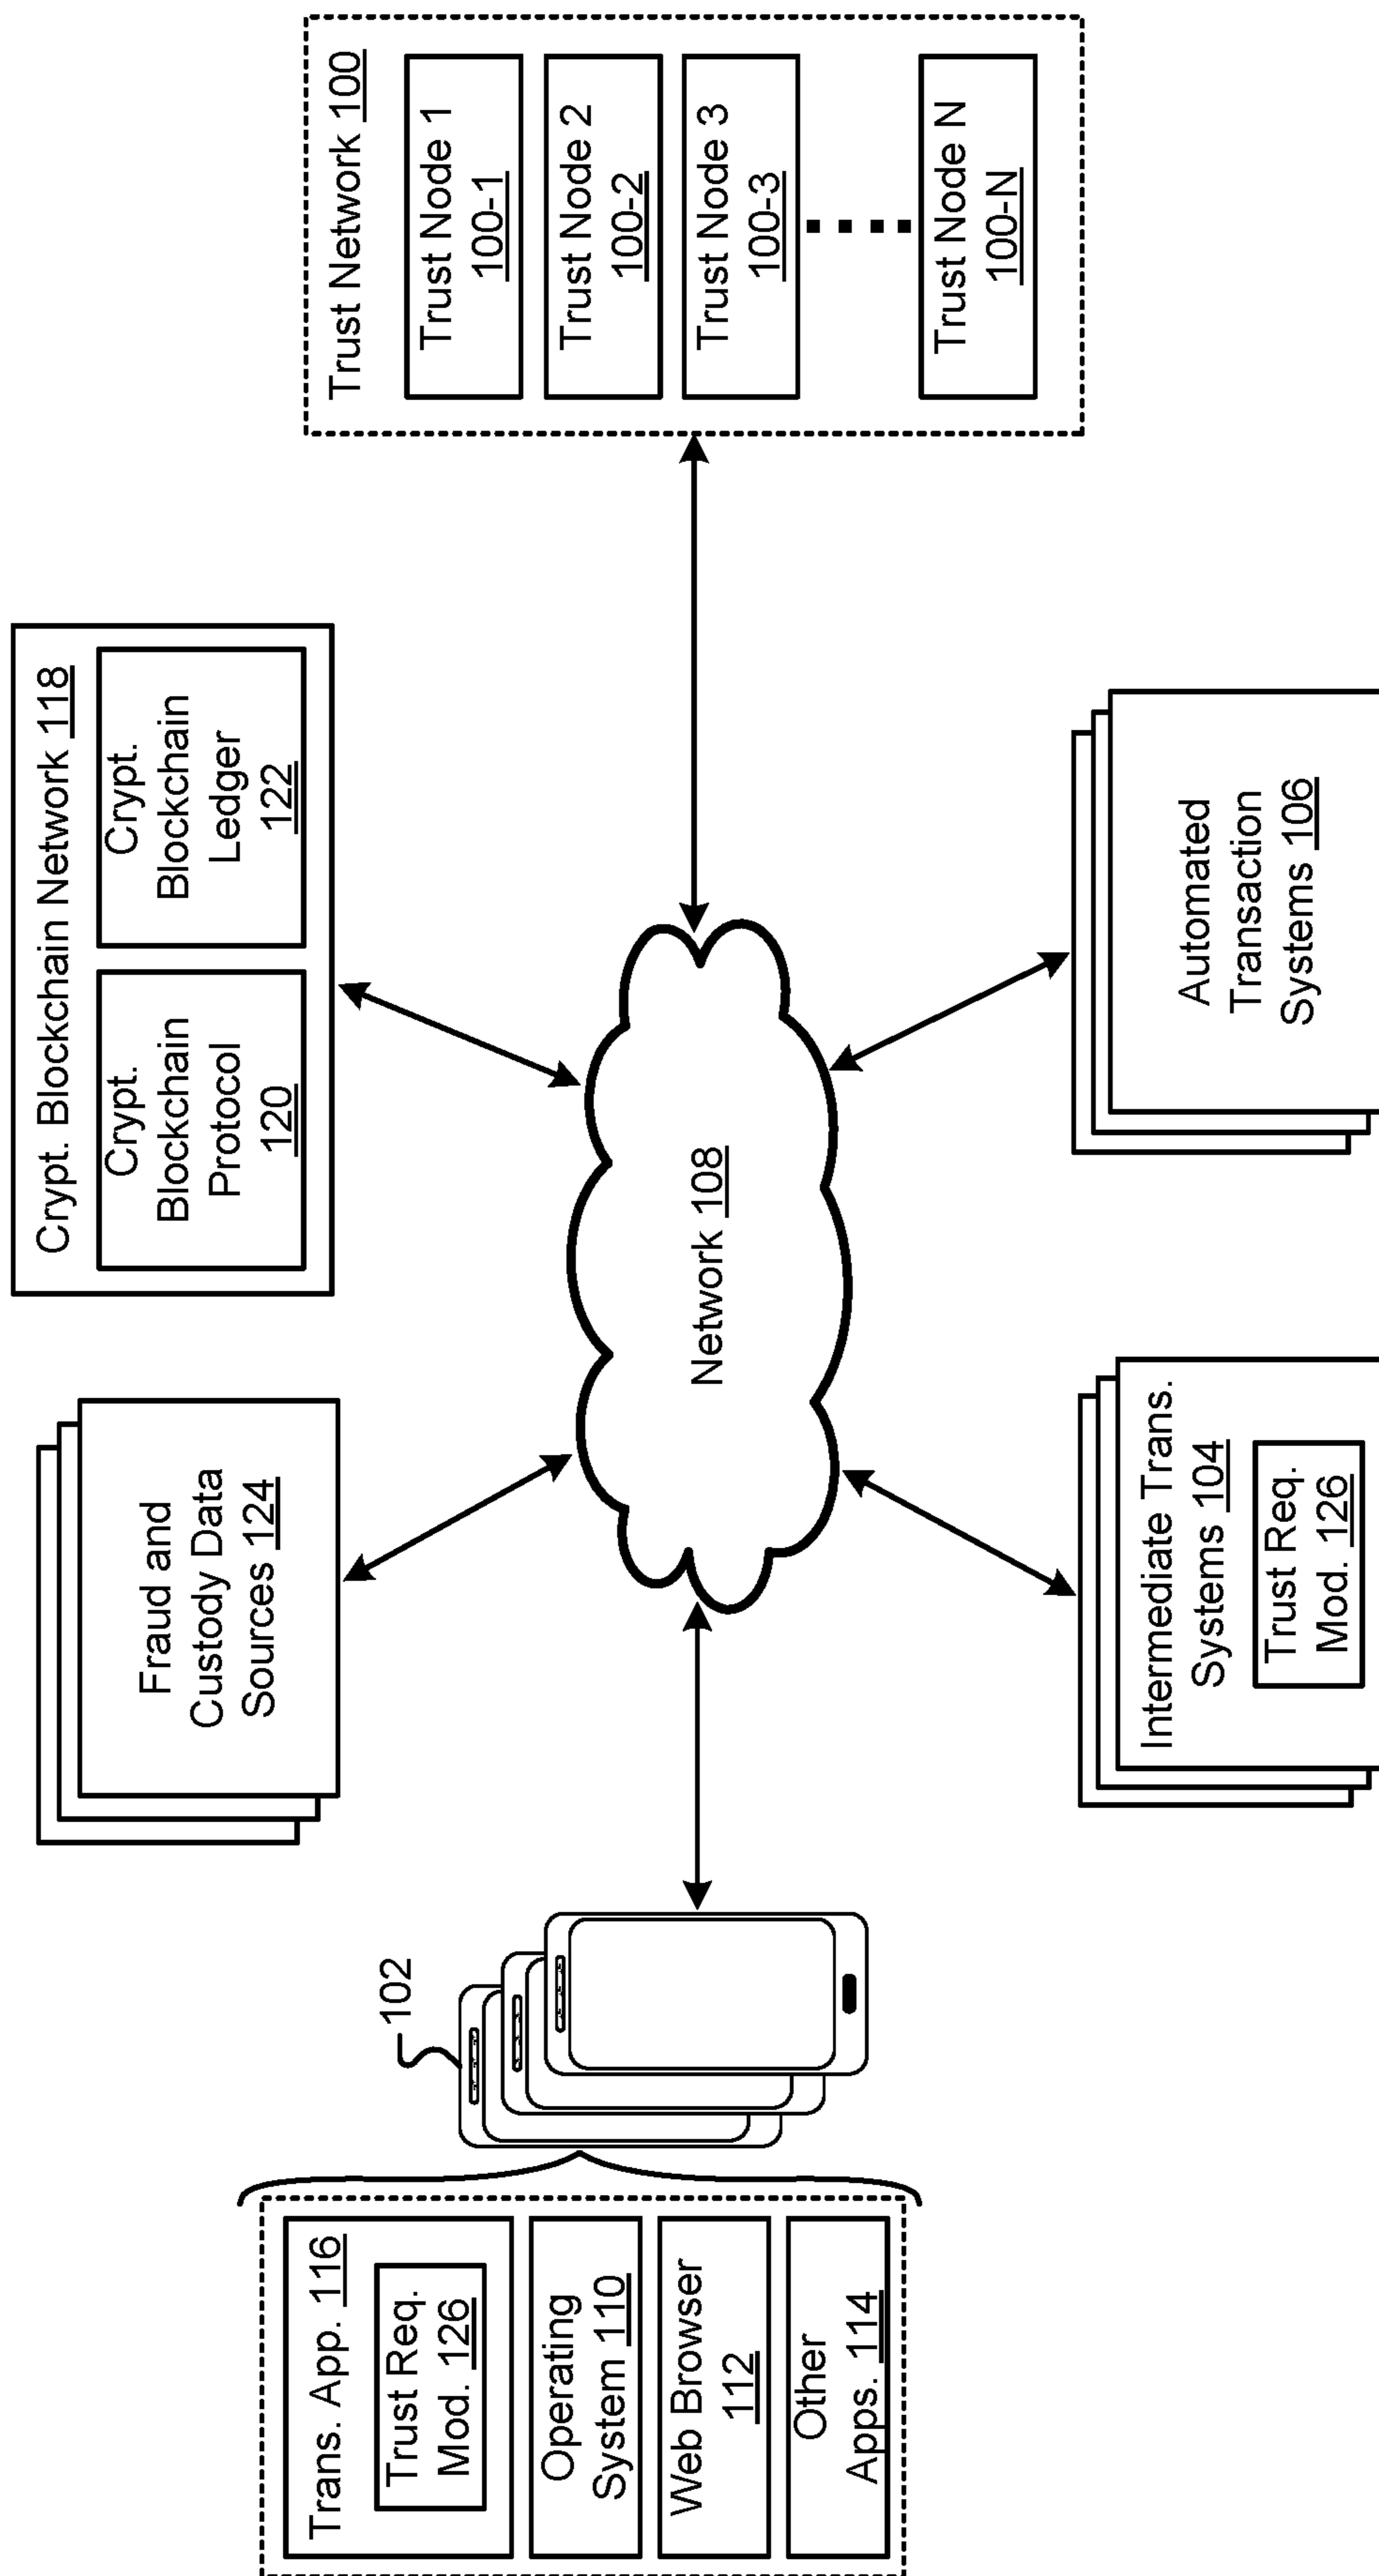 Fraud and
Custody Data
Sources 124
Crypt. Blockchain Network 118
Crypt.
Blockchain
Protocol
120
Crypt.
Blockchain
Ledger
122
Trans. App. 116
Trust Req.
Mod. 126
Operating
System 110
Web Browser
112
Other
Apps. 114
102
Network 108
Trust Network 100
Trust Node 1
100-1
Trust Node 2
100-2
Trust Node 3
100-3
Trust Node N
100-N
Intermediate Trans.
Systems 104
Trust Req.
Mod. 126
Automated
Transaction
Systems 106